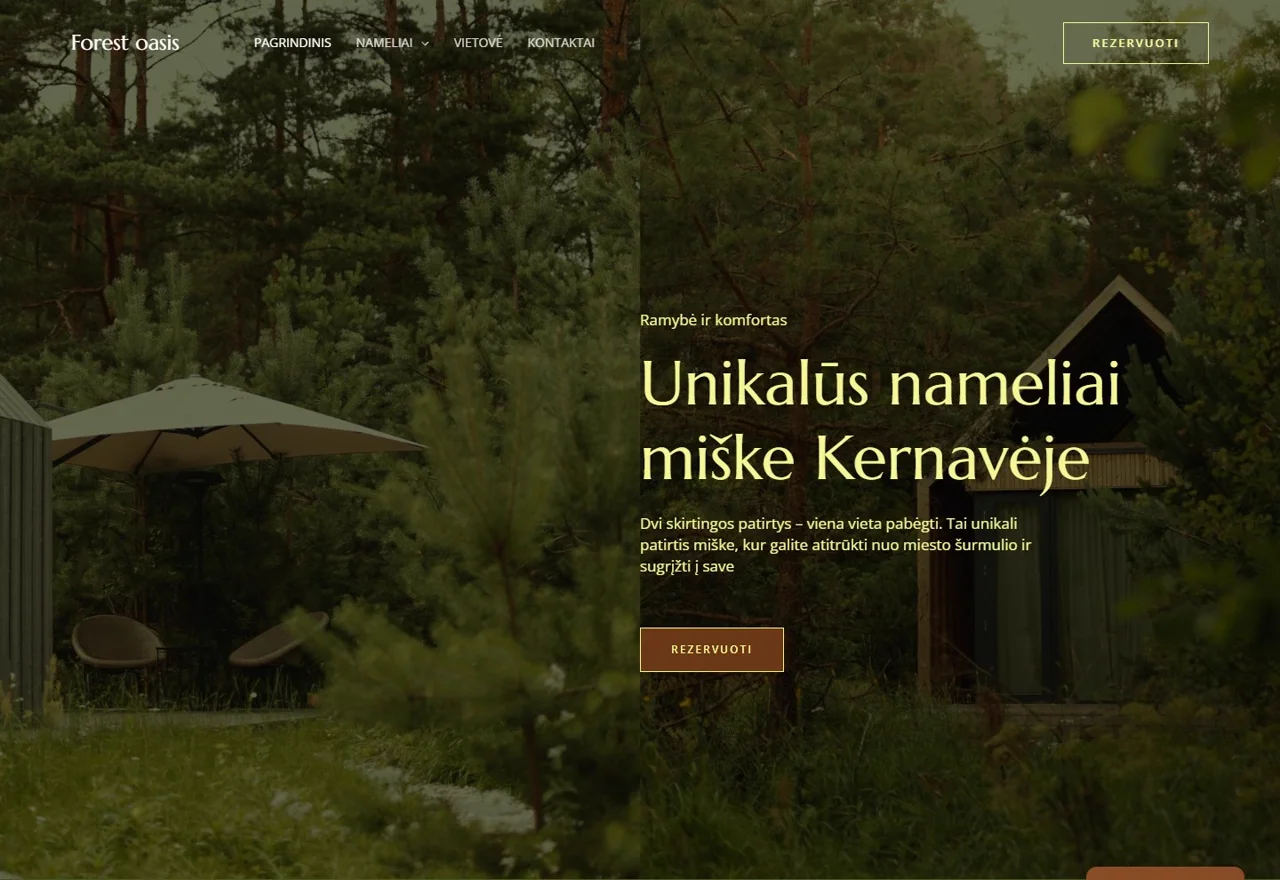 Forest oasis
PAGRINDINIS
NAMELIAI
VIETOVĖ
KONTAKTAI
REZERVUOTI
Ramybė ir komfortas
Unikalūs nameliai
miške Kernavėje
Dvi skirtingos patirtys – viena vieta pabėgti. Tai unikali
patirtis miške, kur galite atitrūkti nuo miesto šurmulio ir
sugrįžti į save
REZERVUOTI